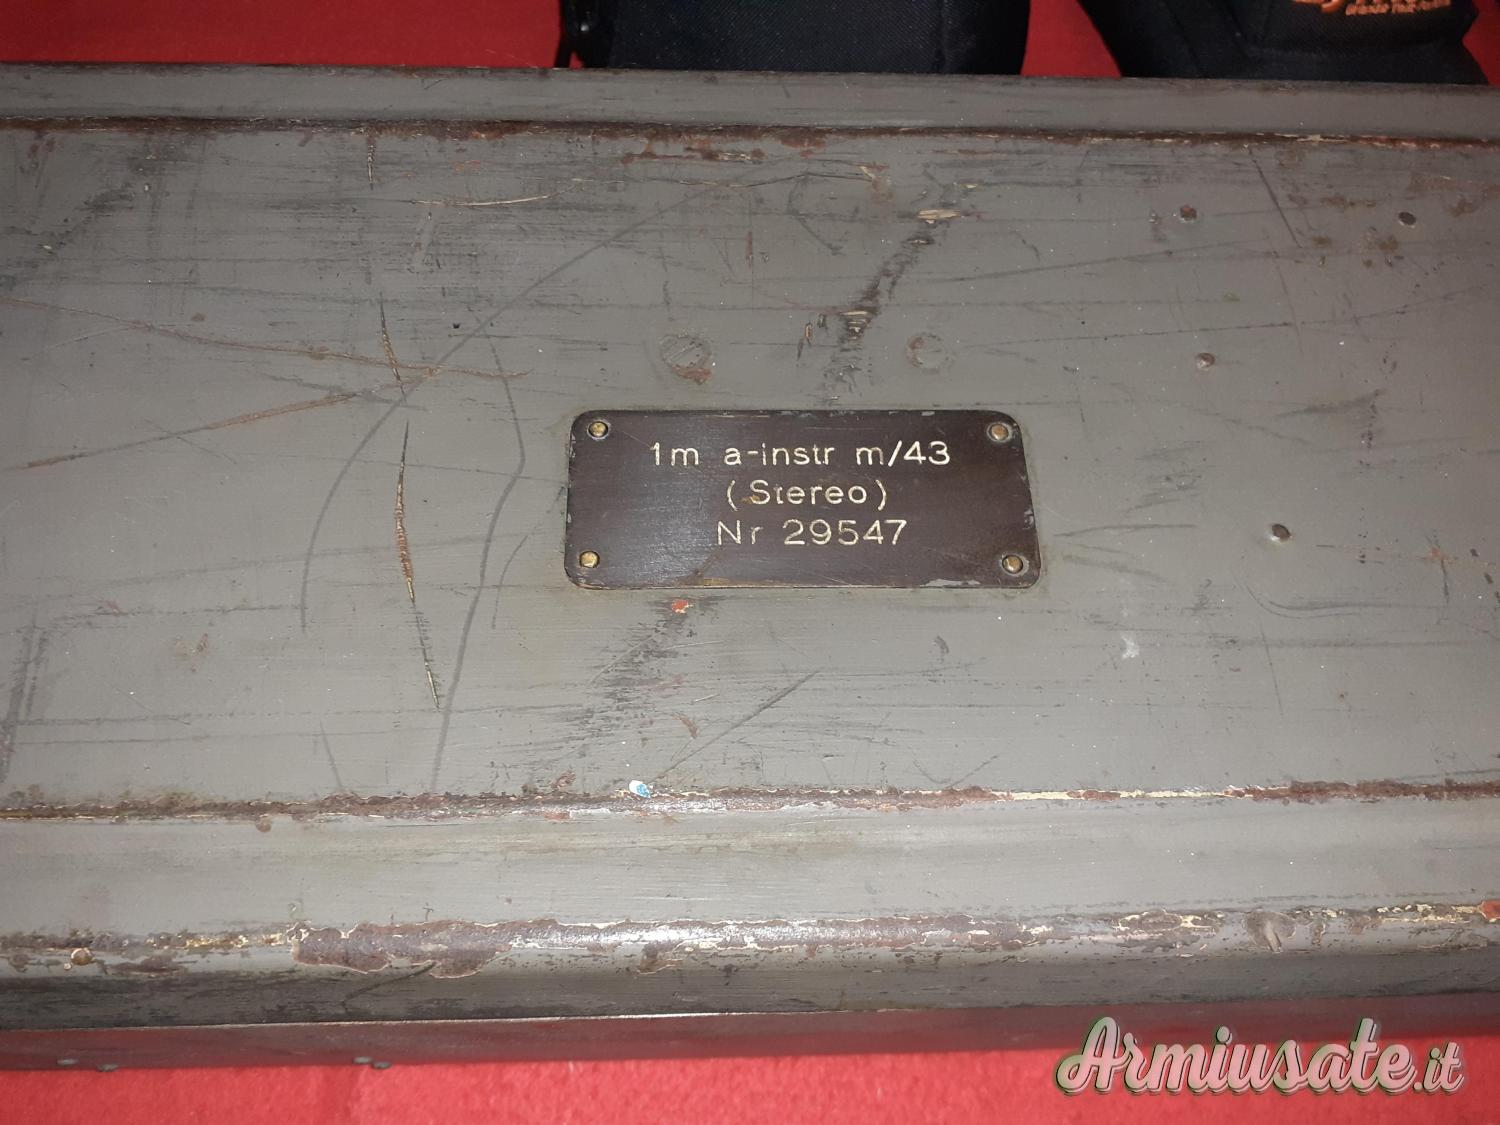 1m a-instr m/43
(Stereo)
Nr 29547
Armiusate.it